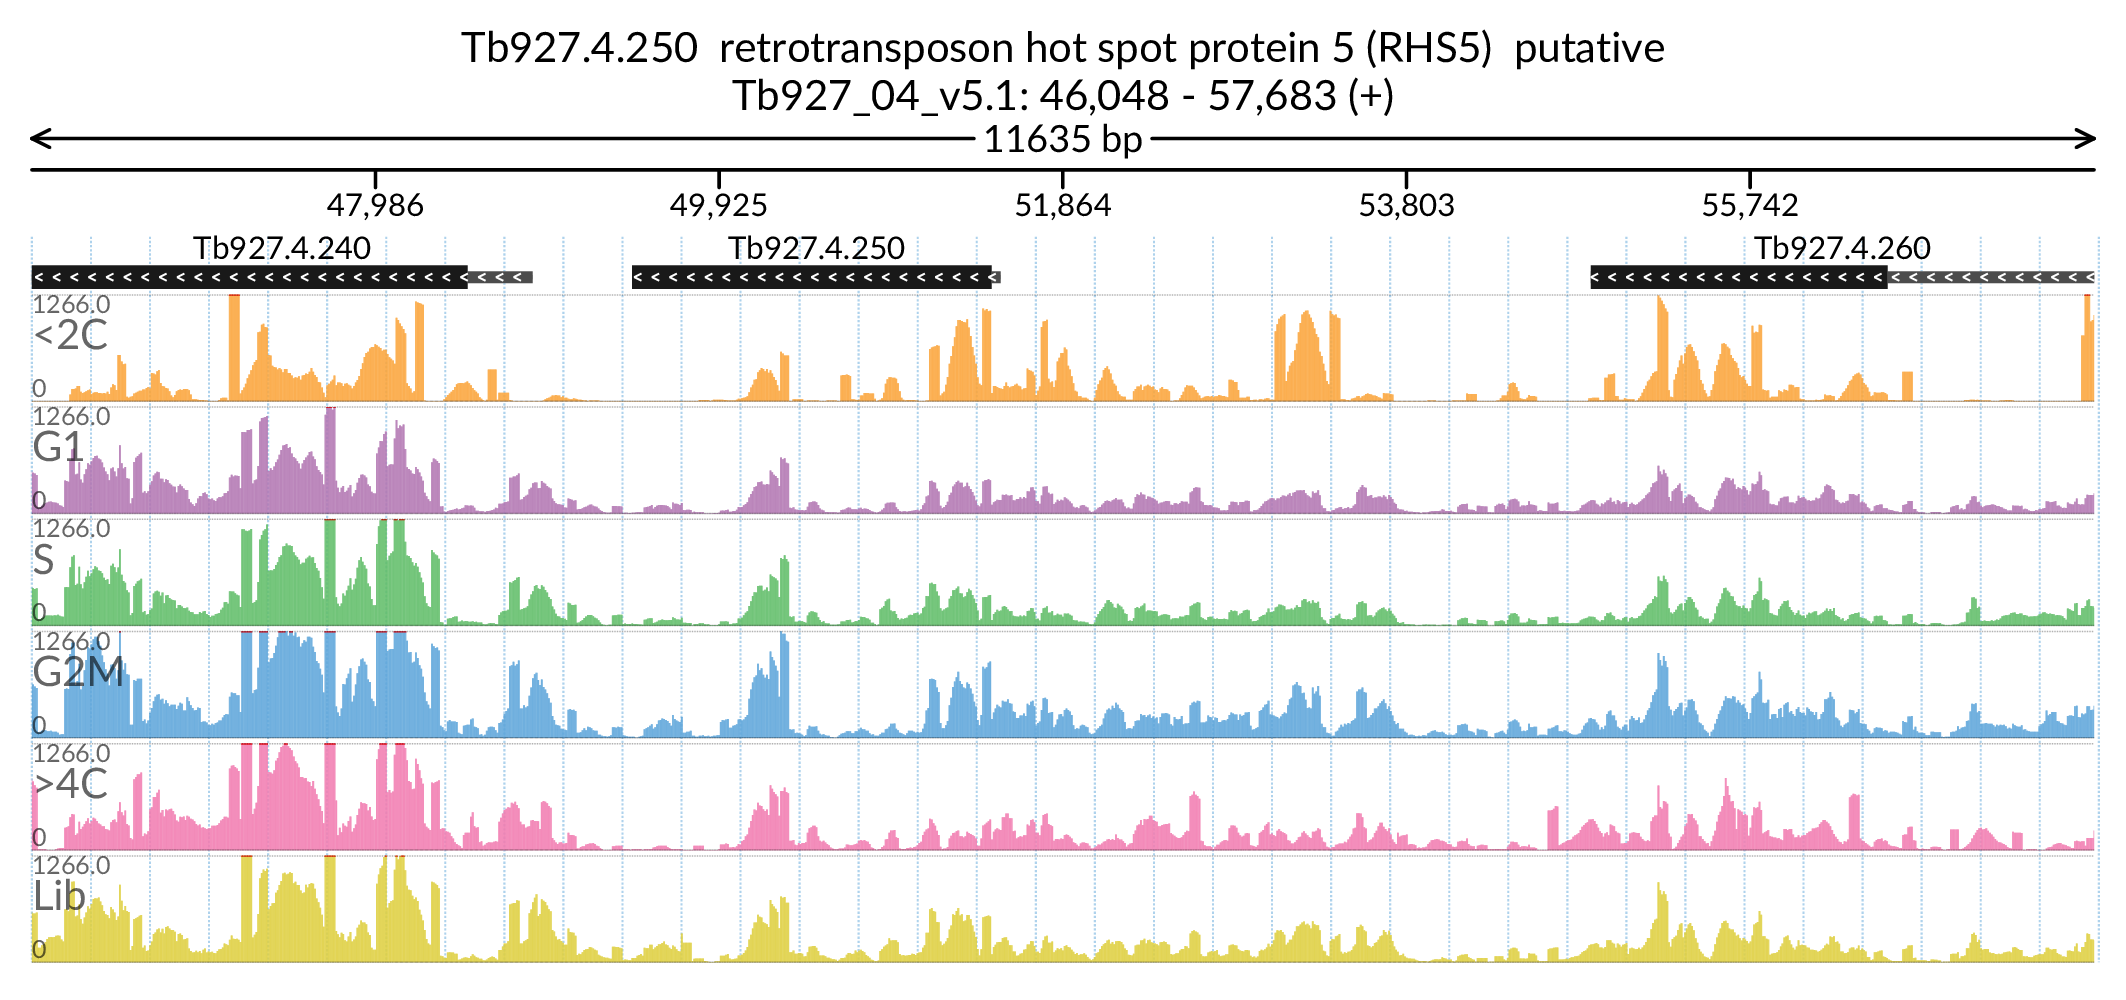 Tb927.4.250  retrotransposon hot spot protein 5 (RHS5)  putative
Tb927_04_v5.1: 46,048 - 57,683 (+)
11635 bp
47,986 49,925 51,864 53,803 55,742
Tb927.4.240 Tb927.4.250 Tb927.4.260
1266.0
<2C
0
1266.0
G1
0
1266.0
S
0
1266.0
G2M
0
1266.0
>4C
0
1266.0
Lib
0